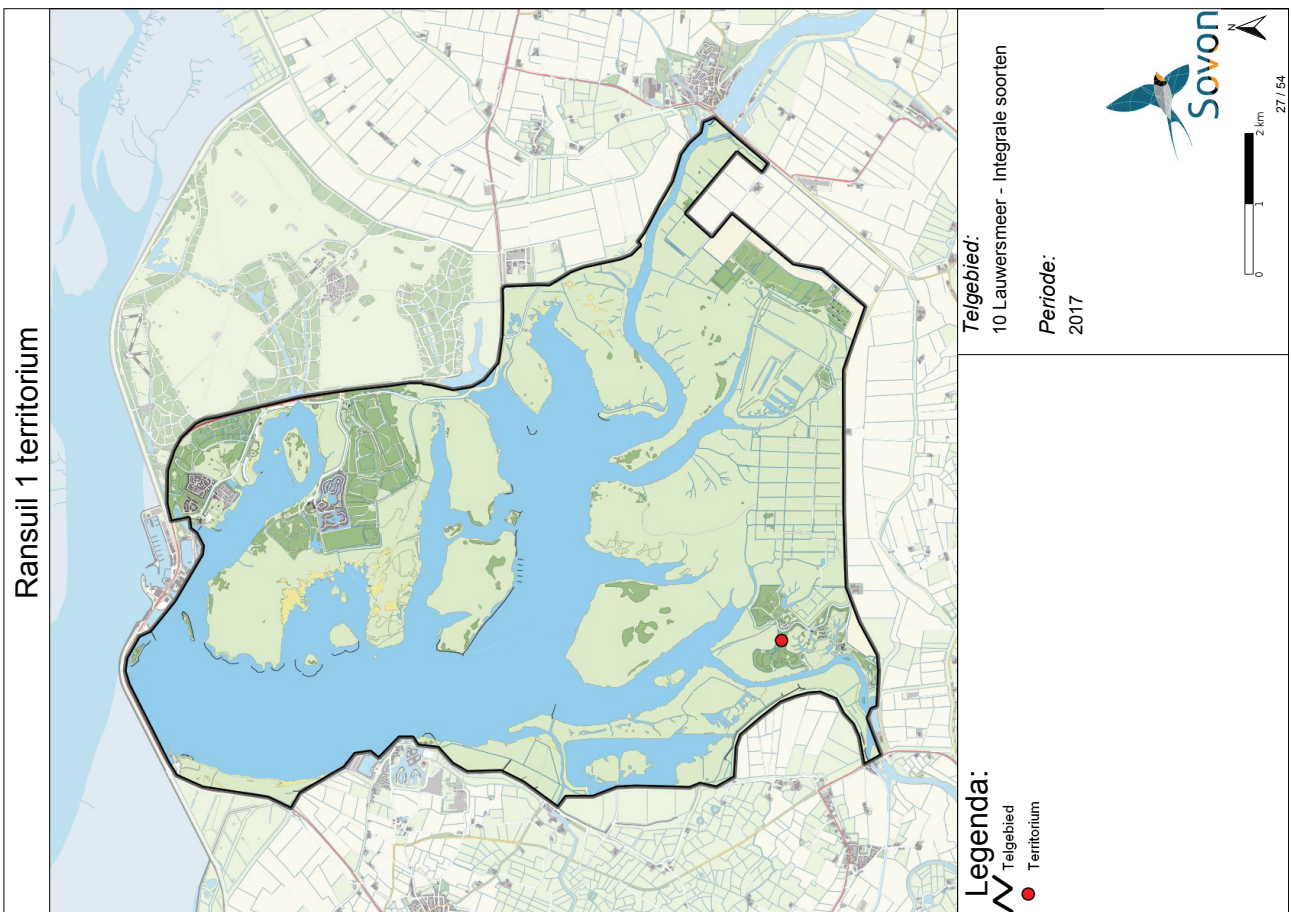 Ransuil 1 territorium
Legenda:
Telgebied
Territorium
Telgebied:
10 Lauwersmeer - Integrale soorten
Periode:
2017
Sovon
N
0 1 2 km
27 / 54